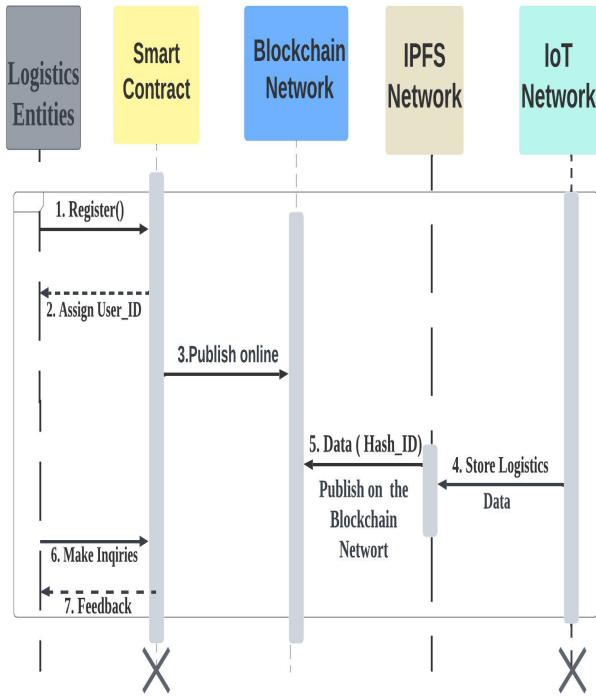 Logistics
Entities
Smart
Contract
Blockchain
Network
IPFS
Network
IoT
Network
1. Register()
2. Assign User_ID
3.Publish online
5. Data ( Hash_ID)
Publish on the
Blockchain
Networt
4. Store Logistics
Data
6. Make Inqiries
7. Feedback